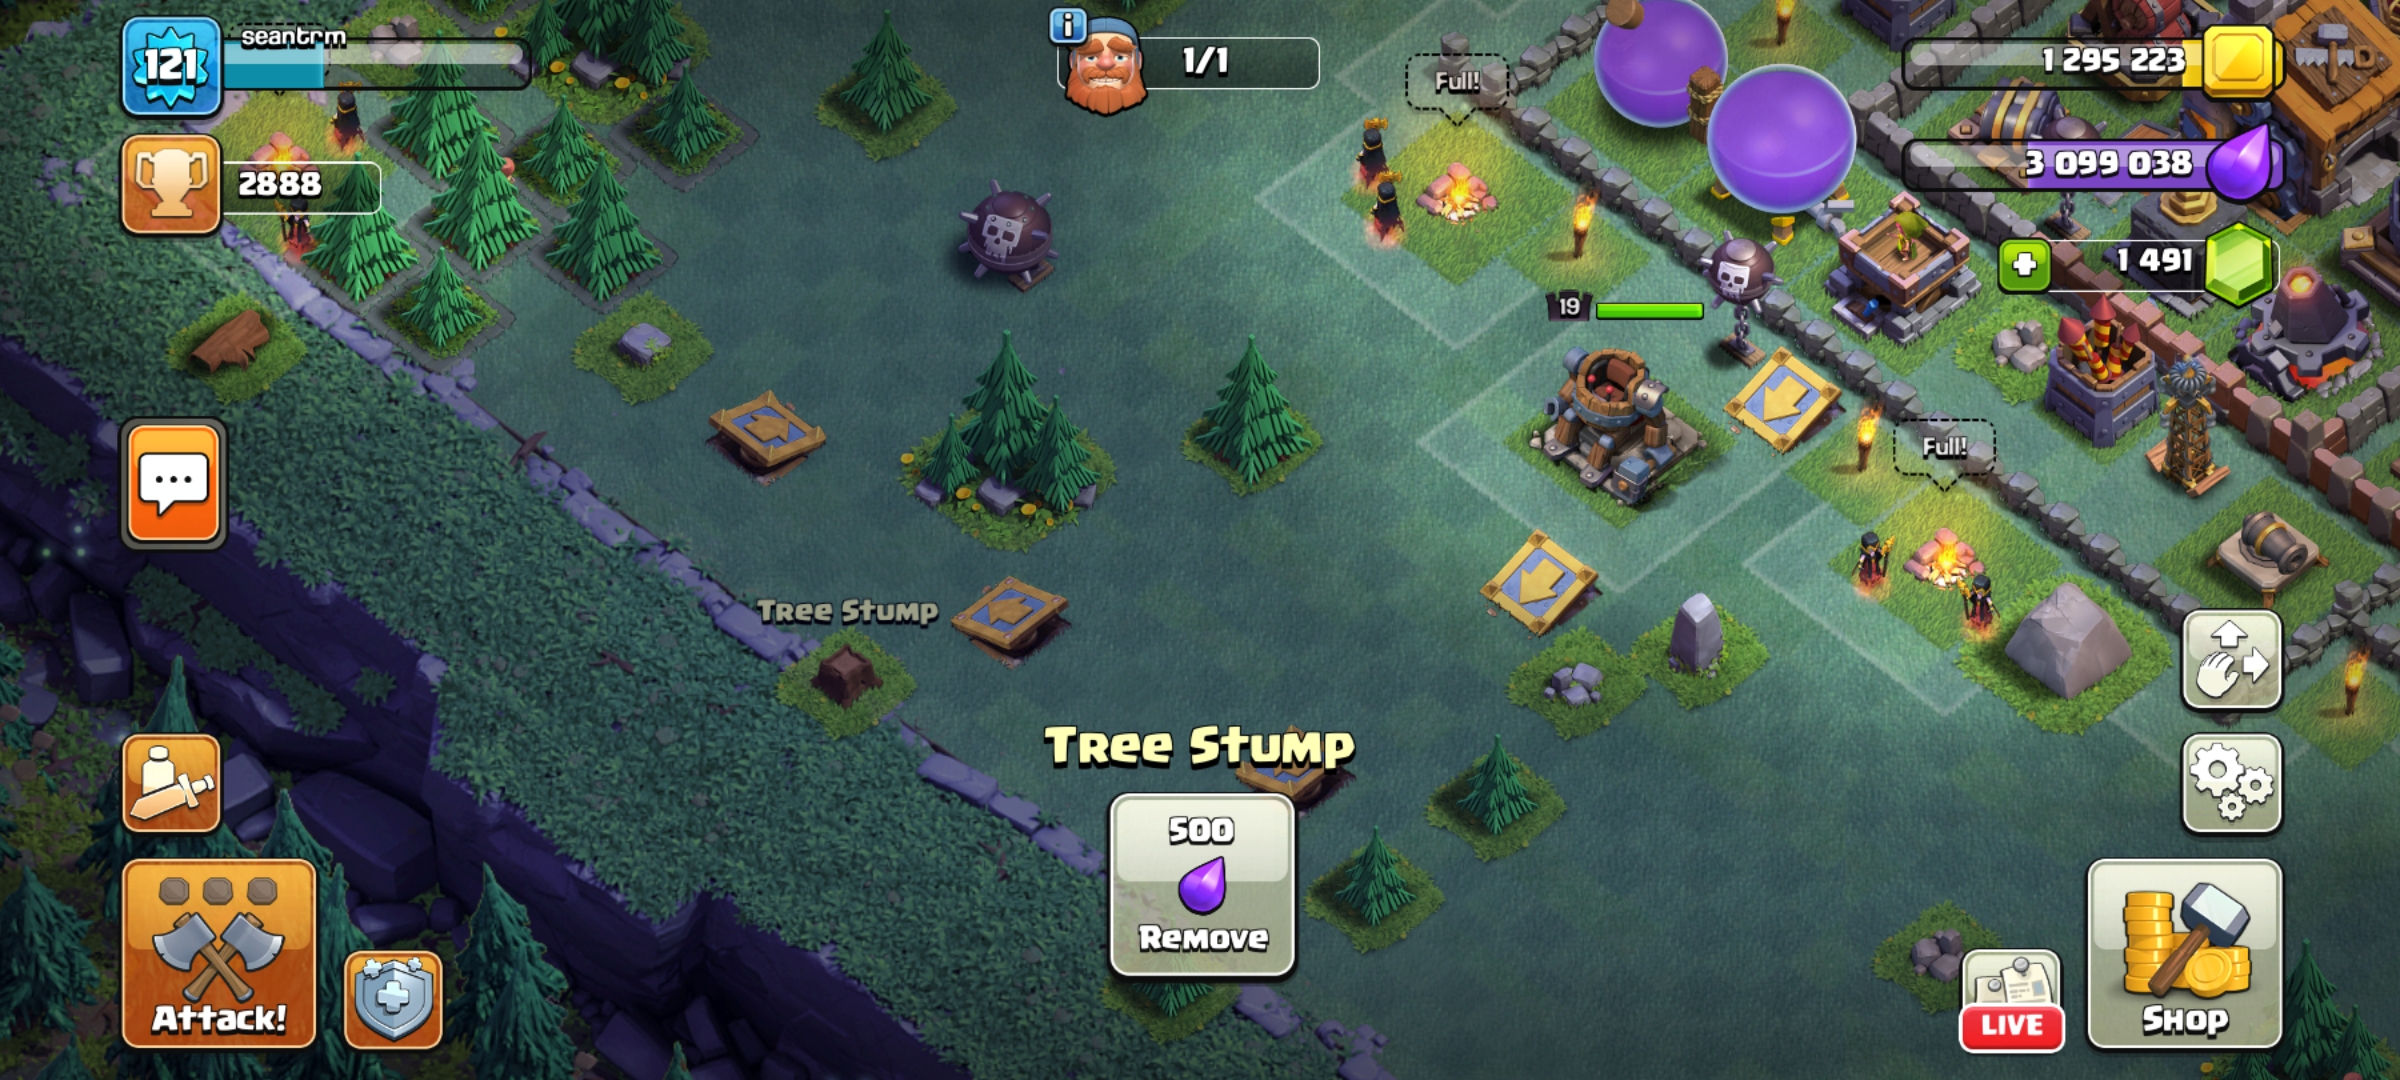 121
seantrm
1/1
Full!
1 295 223
2888
3 099 038
1 491
19
Full!
Tree Stump
Tree Stump
500
Remove
Attack!
LIVE
Shop